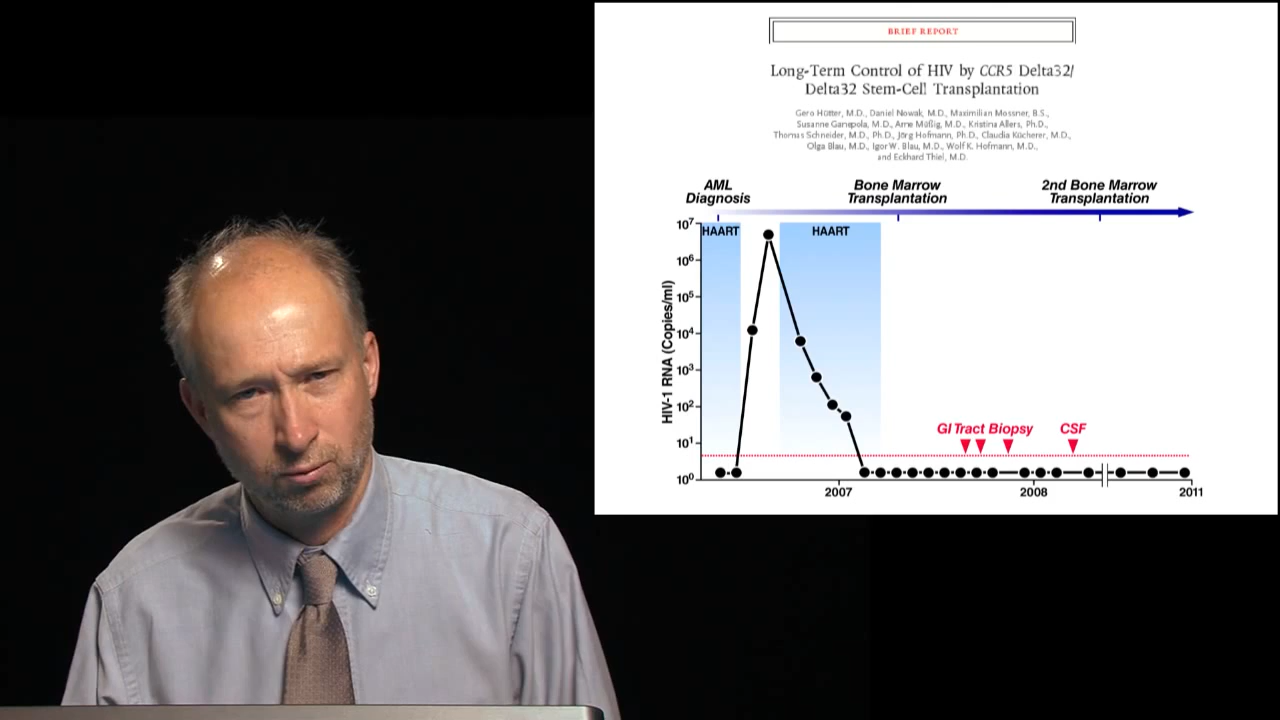 BRIEF REPORT
Long-Term Control of HIV by CCR5 Delta32/
Delta32 Stem-Cell Transplantation
Gero Hütter, M.D., Daniel Nowak, M.D., Maximilian Mossner, B.S.,
Susanne Ganepola, M.D., Arne Müßig, M.D., Kristina Allers, Ph.D.,
Thomas Schneider, M.D., Ph.D., Jörg Hofmann, Ph.D., Claudia Kücherer, M.D.,
Olga Blau, M.D., Igor W. Blau, M.D., Wolf K. Hofmann, M.D.,
and Eckhard Thiel, M.D.
AML
Diagnosis
Bone Marrow
Transplantation
2nd Bone Marrow
Transplantation
HAART
HAART
HIV-1 RNA (Copies/ml)
10⁷
10⁶
10⁵
10⁴
10³
10²
10¹
10⁰
GI Tract Biopsy
CSF
2007
2008
2011